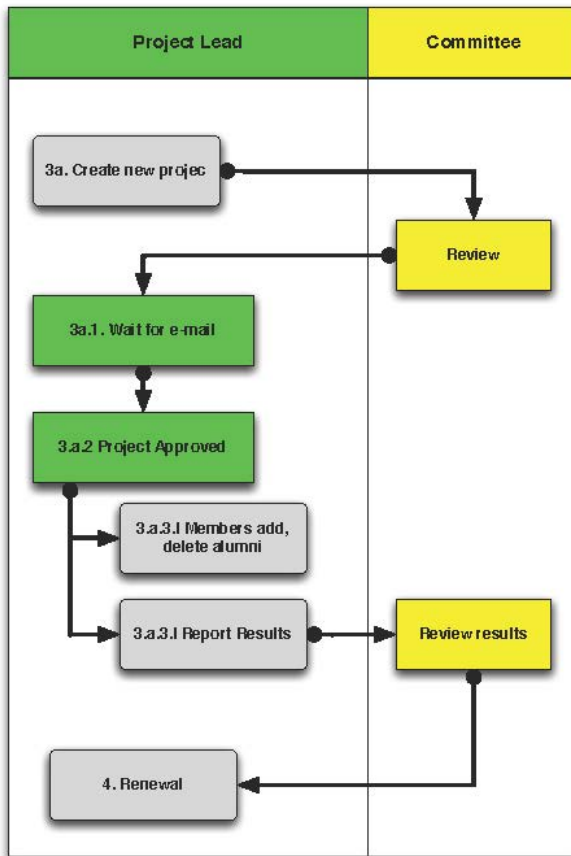 Project Lead
Committee
3a. Create new projec
Review
3a.1. Wait for e-mail
3.a.2 Project Approved
3.a.3.I Members add,
delete alumni
3.a.3.I Report Results
Review results
4. Renewal